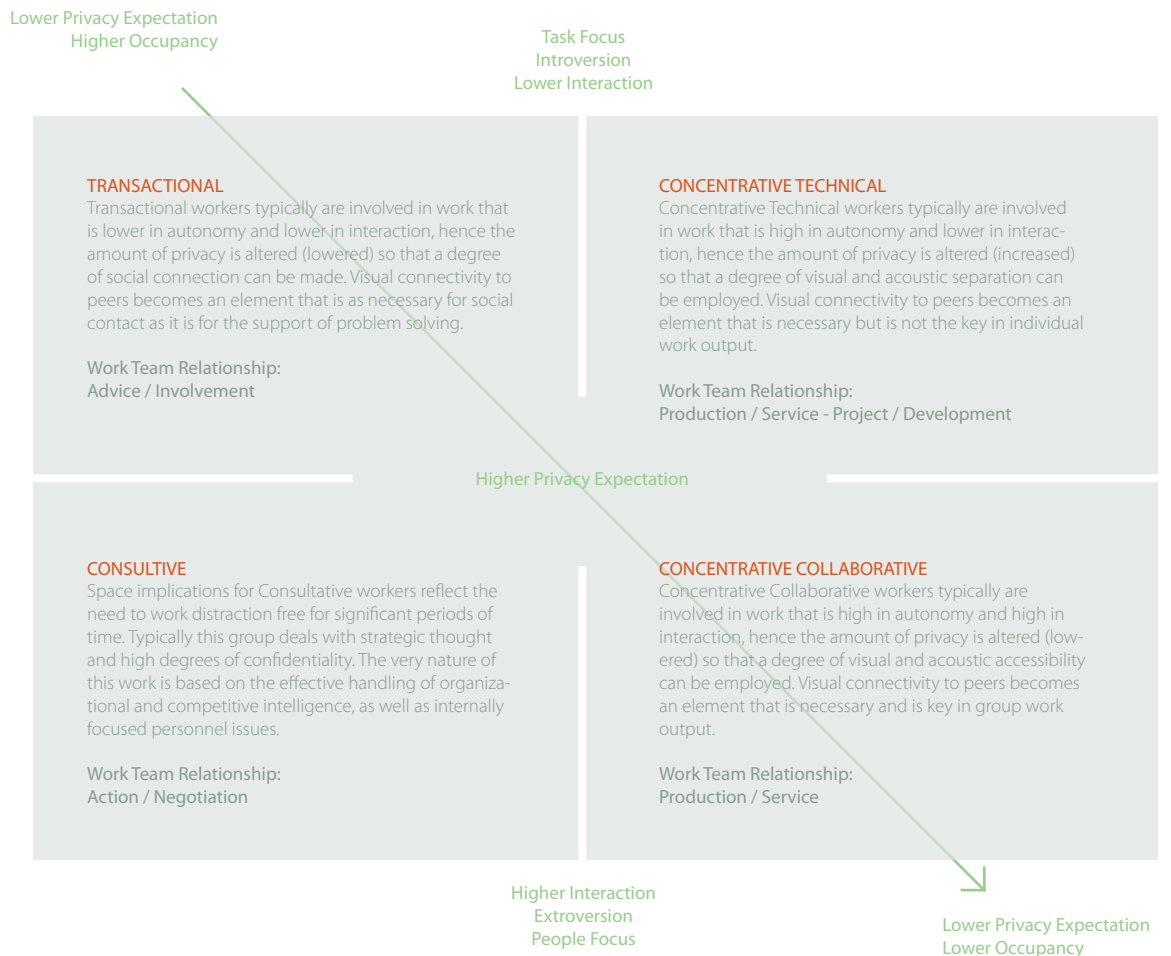 Lower Privacy Expectation
Higher Occupancy
Task Focus
Introversion
Lower Interaction
TRANSACTIONAL
Transactional workers typically are involved in work that
is lower in autonomy and lower in interaction, hence the
amount of privacy is altered (lowered) so that a degree
of social connection can be made. Visual connectivity to
peers becomes an element that is as necessary for social
contact as it is for the support of problem solving.
Work Team Relationship:
Advice / Involvement
CONCENTRATIVE TECHNICAL
Concentrative Technical workers typically are involved
in work that is high in autonomy and lower in interac-
tion, hence the amount of privacy is altered (increased)
so that a degree of visual and acoustic separation can
be employed. Visual connectivity to peers becomes an
element that is necessary but is not the key in individual
work output.
Work Team Relationship:
Production / Service - Project / Development
Higher Privacy Expectation
CONSULTIVE
Space implications for Consultative workers reflect the
need to work distraction free for significant periods of
time. Typically this group deals with strategic thought
and high degrees of confidentiality. The very nature of
this work is based on the effective handling of organiza-
tional and competitive intelligence, as well as internally
focused personnel issues.
Work Team Relationship:
Action / Negotiation
CONCENTRATIVE COLLABORATIVE
Concentrative Collaborative workers typically are
involved in work that is high in autonomy and high in
interaction, hence the amount of privacy is altered (low-
ered) so that a degree of visual and acoustic accessibility
can be employed. Visual connectivity to peers becomes
an element that is necessary and is key in group work
output.
Work Team Relationship:
Production / Service
Higher Interaction
Extroversion
People Focus
Lower Privacy Expectation
Lower Occupancy